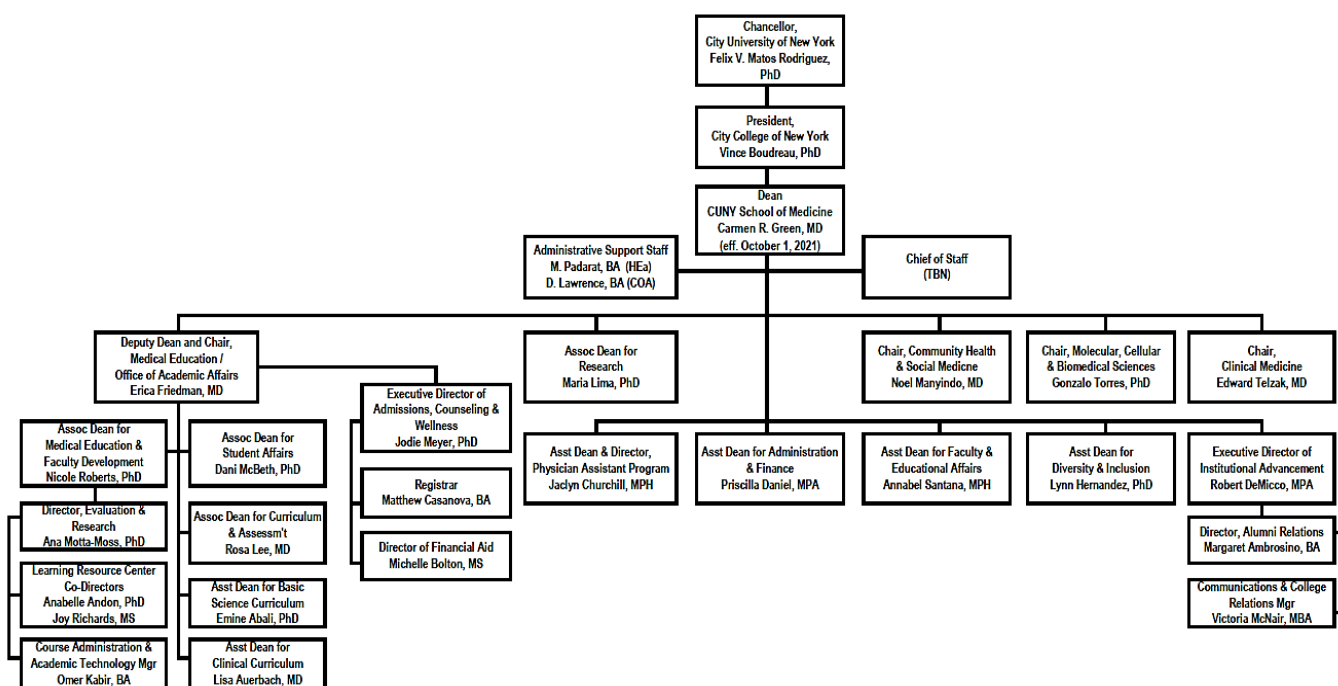 Chancellor,
City University of New York
Felix V. Matos Rodriguez,
PhD
President,
City College of New York
Vince Boudreau, PhD
Dean
CUNY School of Medicine
Carmen R. Green, MD
(eff. October 1, 2021)
Administrative Support Staff
M. Padarat, BA (HEa)
D. Lawrence, BA (COA)
Chief of Staff
(TBN)
Deputy Dean and Chair,
Medical Education /
Office of Academic Affairs
Erica Friedman, MD
Assoc Dean for
Research
Maria Lima, PhD
Chair, Community Health
& Social Medicne
Noel Manyindo, MD
Chair, Molecular, Cellular
& Biomedical Sciences
Gonzalo Torres, PhD
Chair,
Clinical Medicine
Edward Telzak, MD
Executive Director of
Admissions, Counseling &
Wellness
Jodie Meyer, PhD
Registrar
Matthew Casanova, BA
Director of Financial Aid
Michelle Bolton, MS
Assoc Dean for
Medical Education &
Faculty Development
Nicole Roberts, PhD
Director, Evaluation &
Research
Ana Motta-Moss, PhD
Learning Resource Center
Co-Directors
Anabelle Andon, PhD
Joy Richards, MS
Course Administration &
Academic Technology Mgr
Omer Kabir, BA
Assoc Dean for
Student Affairs
Dani McBeth, PhD
Assoc Dean for Curriculum
& Assessm't
Rosa Lee, MD
Asst Dean for Basic
Science Curriculum
Emine Abali, PhD
Asst Dean for
Clinical Curriculum
Lisa Auerbach, MD
Asst Dean & Director,
Physician Assistant Program
Jaclyn Churchill, MPH
Asst Dean for Administration
& Finance
Priscilla Daniel, MPA
Asst Dean for Faculty &
Educational Affairs
Annabel Santana, MPH
Asst Dean for
Diversity & Inclusion
Lynn Hernandez, PhD
Executive Director of
Institutional Advancement
Robert DeMicco, MPA
Director, Alumni Relations
Margaret Ambrosino, BA
Communications & College
Relations Mgr
Victoria McNair, MBA